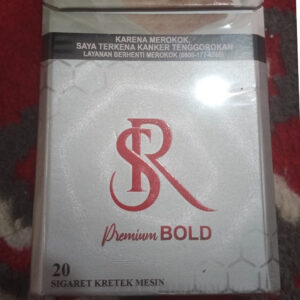 KARENA MEROKOK,
SAYA TERKENA KANKER TENGGOROKAN
LAYANAN BERHENTI MEROKOK
SR
Premium BOLD
20
SIGARET KRETEK MESIN